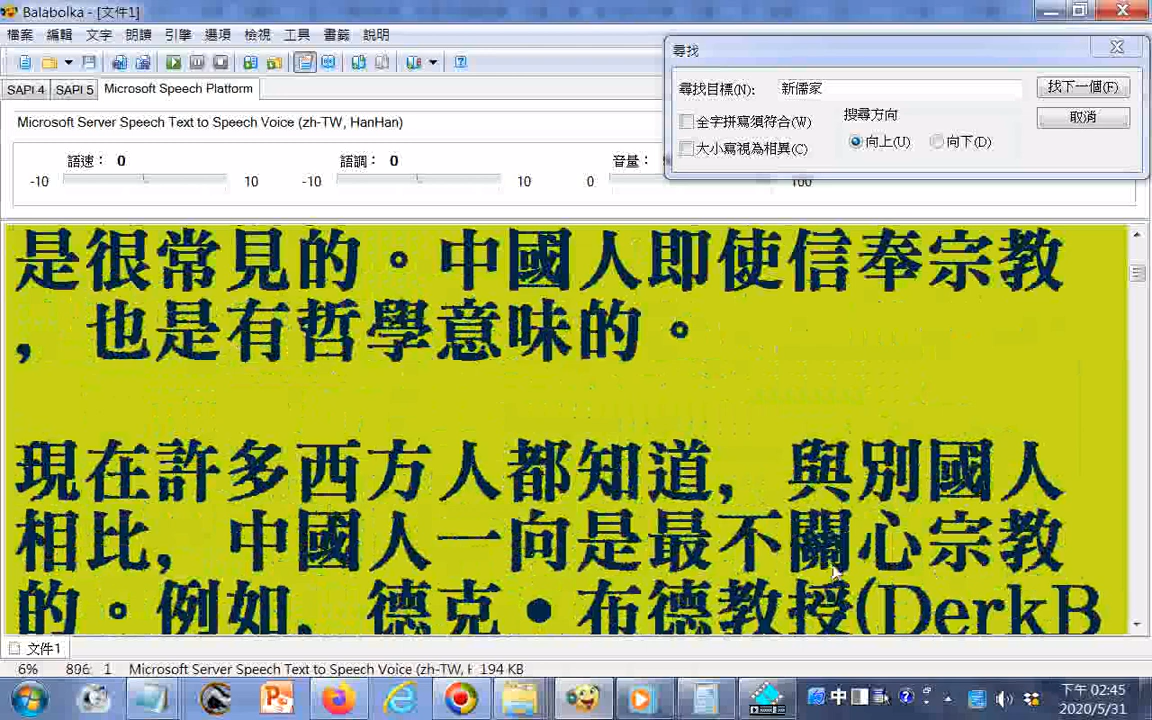 Balabolka - [文件1]
檔案 編輯 文字 朗讀 引擎 選項 檢視 工具 書籤 說明
SAPI 4 SAPI 5 Microsoft Speech Platform
Microsoft Server Speech Text to Speech Voice (zh-TW, HanHan)
語速： 0 語調： 0 音量：
-10 10 -10 10 0 100
尋找
尋找目標(N): 新儒家 找下一個(F)
全字拼寫須符合(W) 搜尋方向 取消
大小寫視為相異(C) 向上(U) 向下(D)
是很常見的。中國人即使信奉宗教
，也是有哲學意味的。
現在許多西方人都知道，與別國人
相比，中國人一向是最不關心宗教
的。例如，德克●布德教授(DerkB
文件1
6% 896: 1 Microsoft Server Speech Text to Speech Voice (zh-TW, H 194 KB
中
下午 02:45
2020/5/31